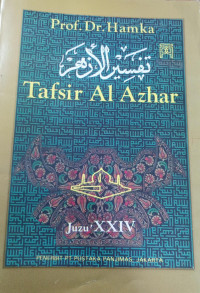 Prof. Dr. Hamka
تفسير الأزهر
Tafsir Al Azhar
Juzu' XXIV
PENERBIT PT PUSTAKA PANJIMAS, JAKARTA